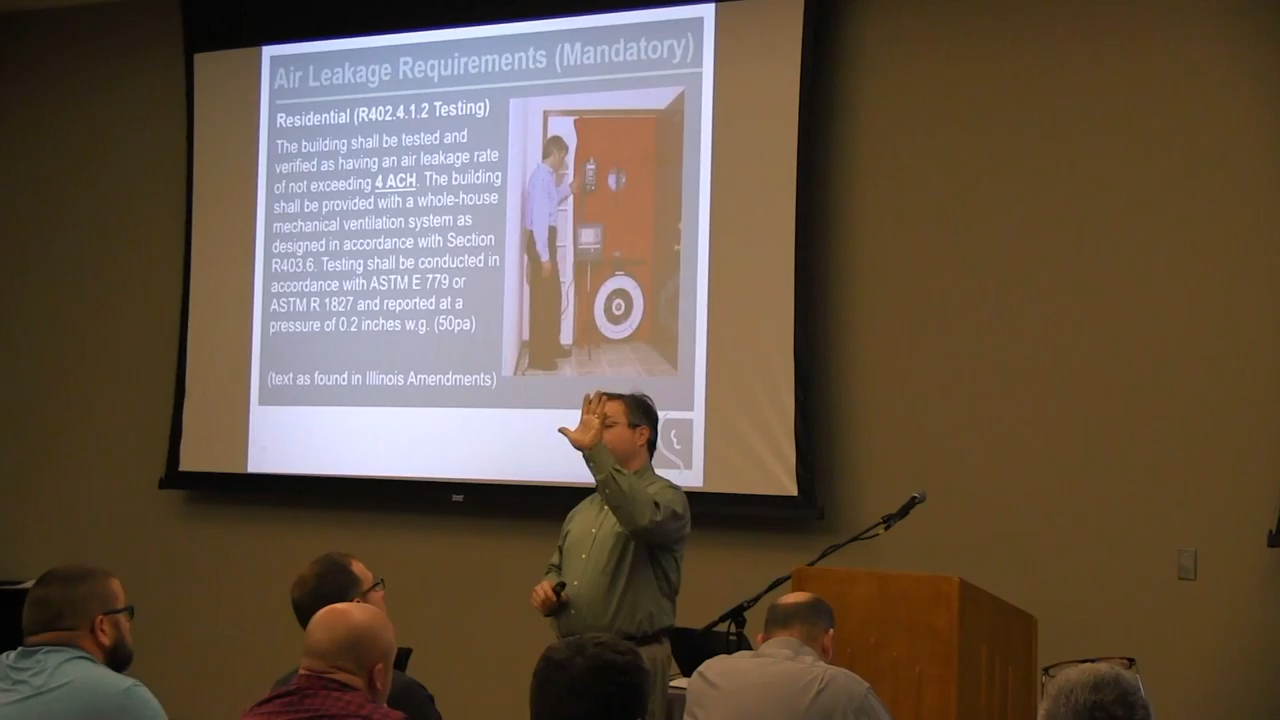 Air Leakage Requirements (Mandatory)
Residential (R402.4.1.2 Testing)
The building shall be tested and
verified as having an air leakage rate
of not exceeding 4 ACH. The building
shall be provided with a whole-house
mechanical ventilation system as
designed in accordance with Section
R403.6. Testing shall be conducted in
accordance with ASTM E 779 or
ASTM R 1827 and reported at a
pressure of 0.2 inches w.g. (50pa)
(text as found in Illinois Amendments)